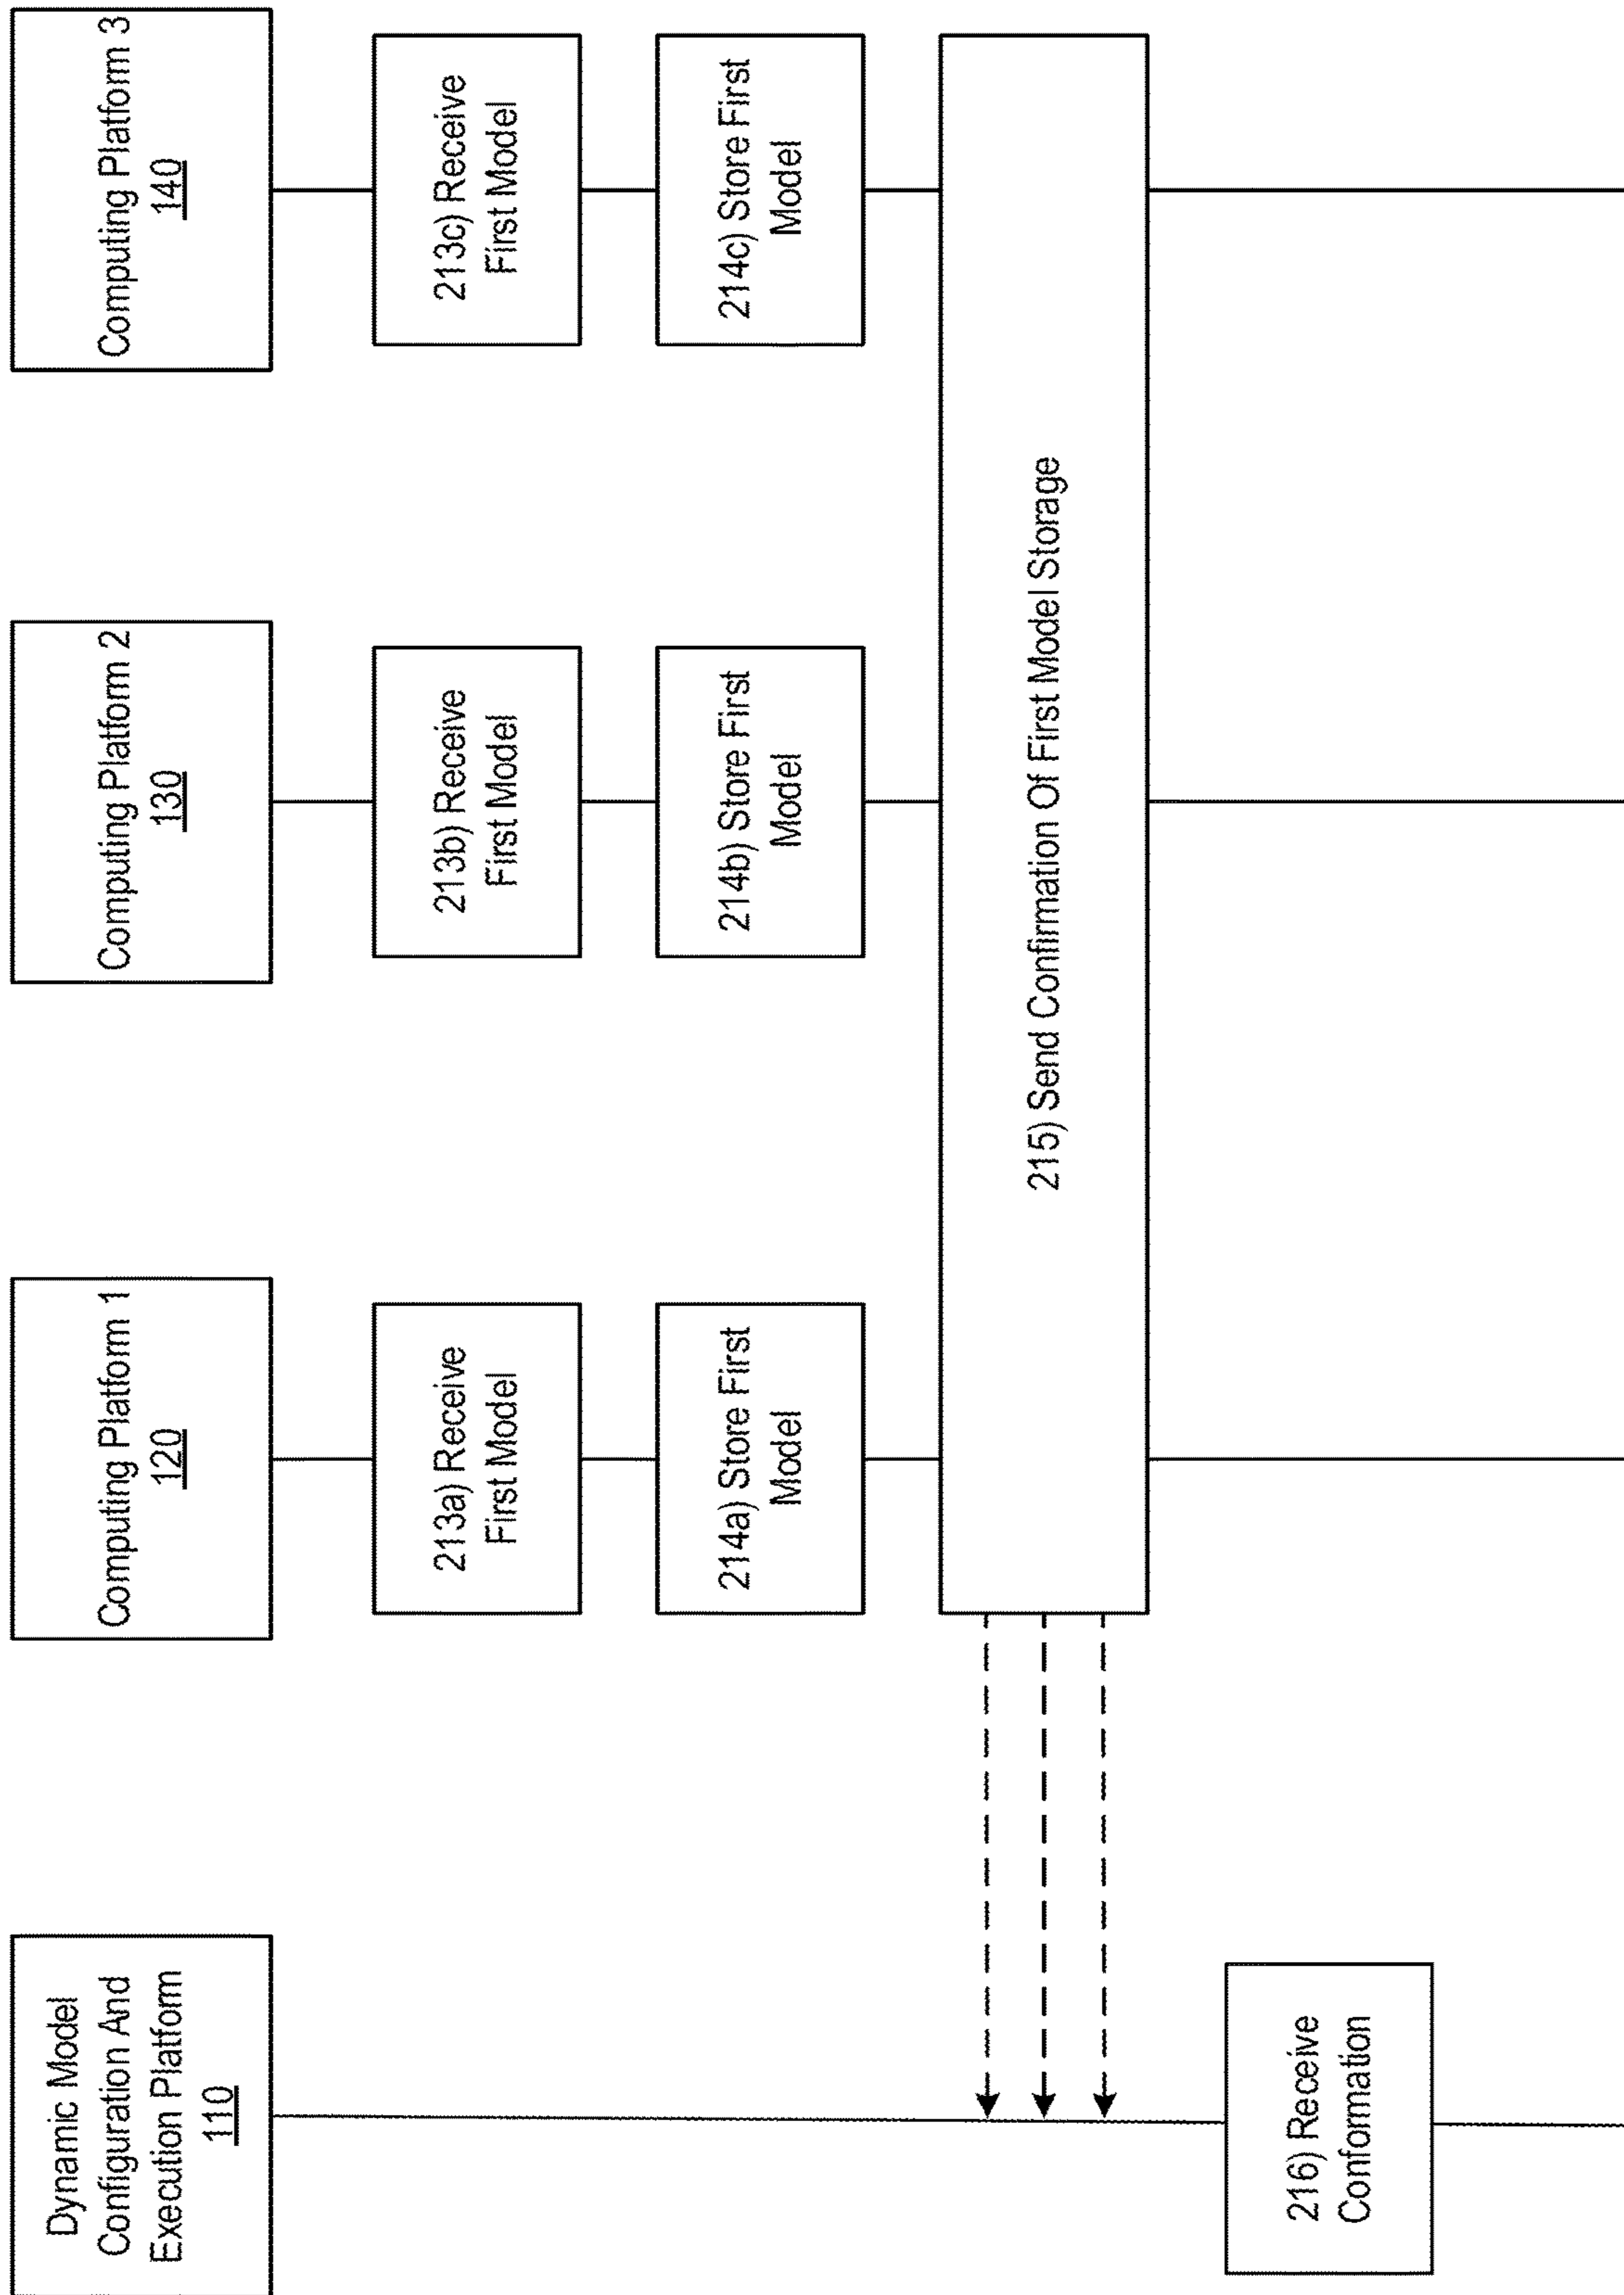 Dynamic Model
Configuration And
Execution Platform
110
Computing Platform 1
120
Computing Platform 2
130
Computing Platform 3
140
213a) Receive
First Model
213b) Receive
First Model
213c) Receive
First Model
214a) Store First
Model
214b) Store First
Model
214c) Store First
Model
215) Send Confirmation Of First Model Storage
216) Receive
Conformation